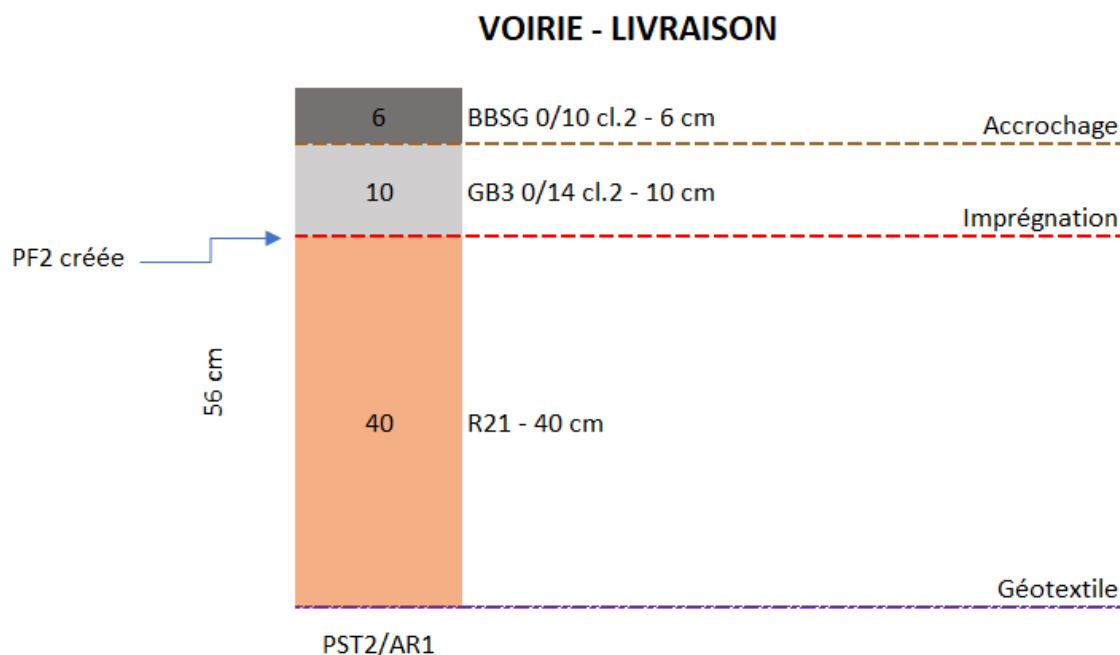 VOIRIE - LIVRAISON
6
BBSG 0/10 cl.2 - 6 cm
Accrochage
10
GB3 0/14 cl.2 - 10 cm
Imprégnation
PF2 créée
56 cm
40
R21 - 40 cm
Géotextile
PST2/AR1